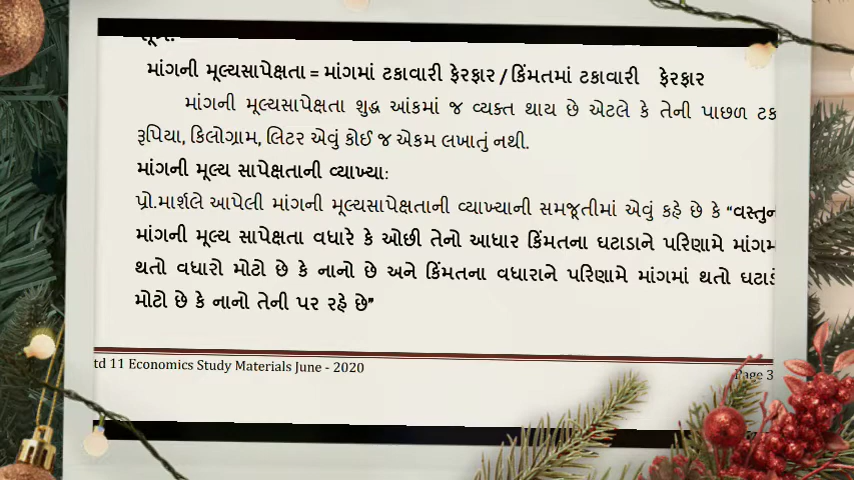 માંગની મૂલ્યસાપેક્ષતા = માંગમાં ટકાવારી ફેરફાર / કિંમતમાં ટકાવારી ફેરફાર
માંગની મૂલ્યસાપેક્ષતા શુદ્ધ આંકમાં જ વ્યક્ત થાય છે એટલે કે તેની પાછળ ટક
રૂપિયા, કિલોગ્રામ, લિટર એવું કોઈ જ એકમ લખાતું નથી.
માંગની મૂલ્ય સાપેક્ષતાની વ્યાખ્યા:
પ્રો.માર્શલે આપેલી માંગની મૂલ્યસાપેક્ષતાની વ્યાખ્યાની સમજૂતીમાં એવું કહે છે કે “વસ્તુન
માંગની મૂલ્ય સાપેક્ષતા વધારે કે ઓછી તેનો આધાર કિંમતના ઘટાડાને પરિણામે માંગમ
થતો વધારો મોટો છે કે નાનો છે અને કિંમતના વધારાને પરિણામે માંગમાં થતો ઘટાડ
મોટો છે કે નાનો તેની પર રહે છે”
td 11 Economics Study Materials June - 2020
Page 3